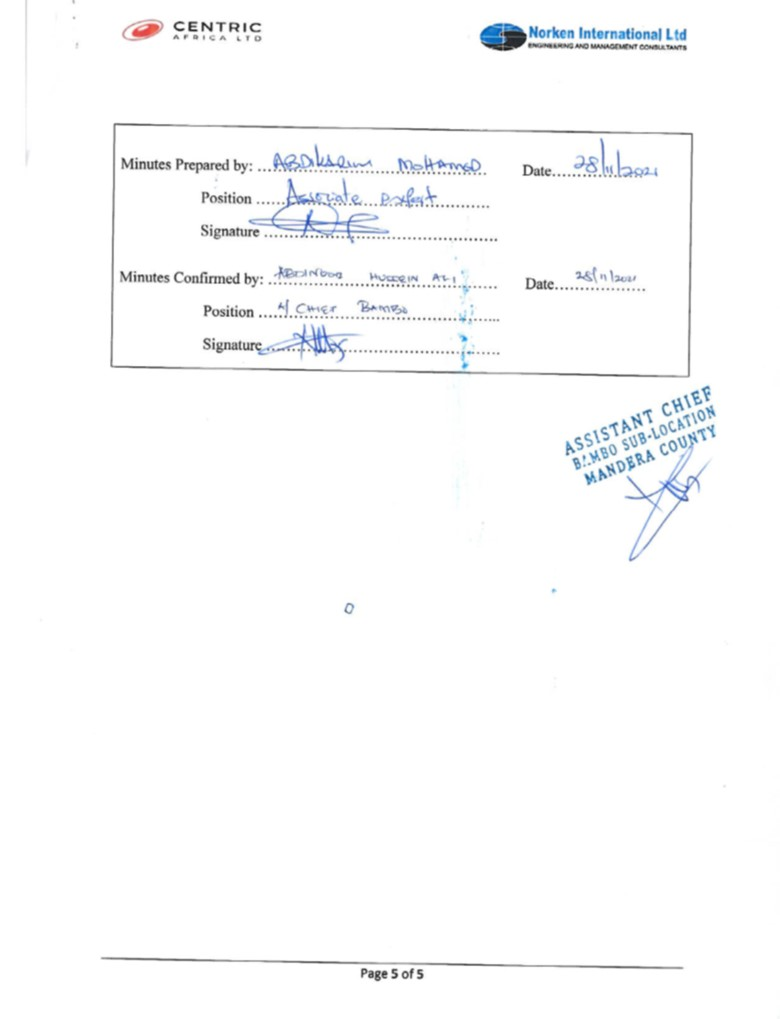 CENTRIC
AFRICA LTD
Norken International Ltd
ENGINEERING AND MANAGEMENT CONSULTANTS
Minutes Prepared by: ABDIKARIM MOHAMED Date 28/11/2021
Position Associate Expert
Signature
Minutes Confirmed by: ABDINOOR HUSSEIN ALI Date 28/11/2021
Position A/ CHIEF BAMBO
Signature
ASSISTANT CHIEF
BAMBO SUB-LOCATION
MANDERA COUNTY
Page 5 of 5